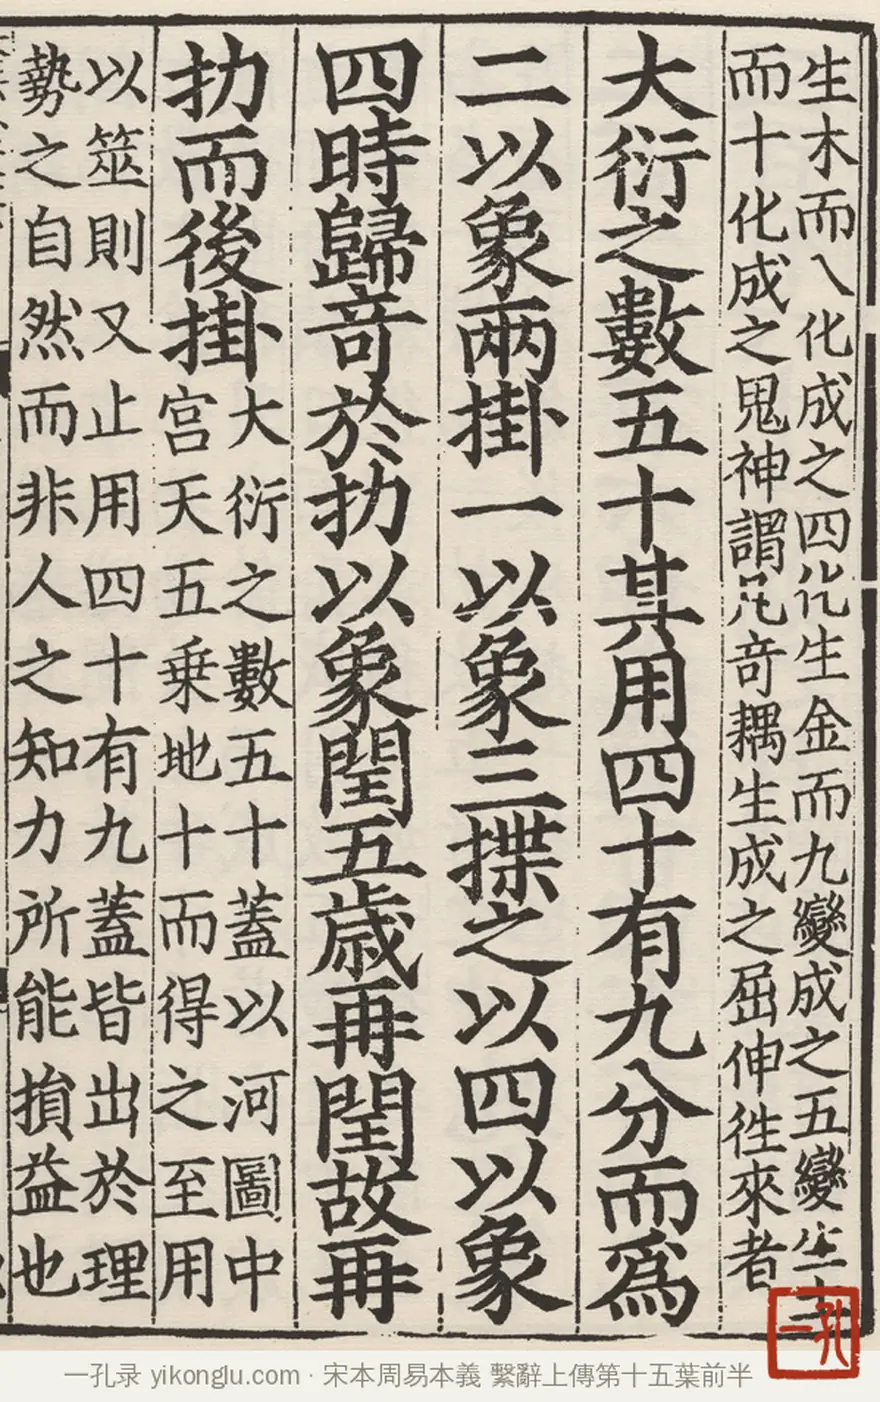 生木而八化成之四化生金而九變成之五變生土
而十化成之鬼神謂凡竒耦生成之屈伸徃來者
大衍之數五十其用四十有九分而爲
二以象兩掛一以象三揲之以四以象
四時歸竒於扐以象閏五歳再閏故再
扐而後掛
大衍之數五十蓋以河圖中
宫天五乗地十而得之至用
以筮則又止用四十有九蓋皆出於理
勢之自然而非人之知力所能損益也
一孔
一孔录 yikonglu.com · 宋本周易本義 繫辭上傳第十五葉前半